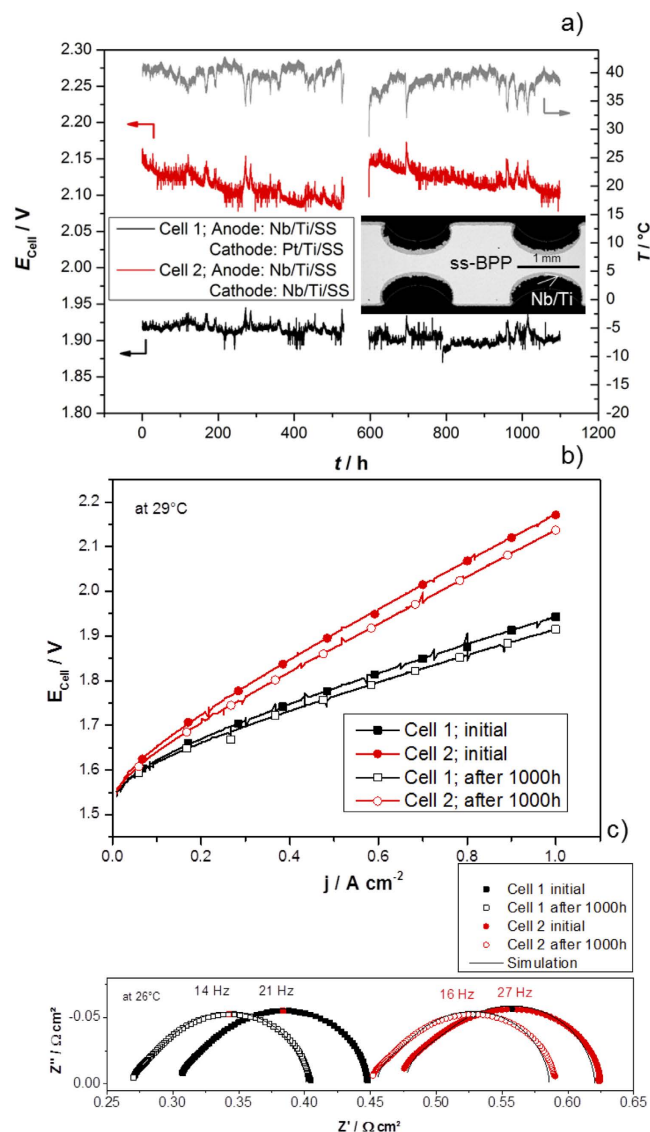 a)
2.30
2.25
2.20
2.15
2.10
2.05
2.00
1.95
1.90
1.85
1.80
E_Cell / V
40
35
30
25
20
15
10
5
0
-5
-10
-15
-20
T / °C
Cell 1; Anode: Nb/Ti/SS
Cathode: Pt/Ti/SS
Cell 2; Anode: Nb/Ti/SS
Cathode: Nb/Ti/SS
ss-BPP
1 mm
Nb/Ti
0 200 400 600 800 1000 1200
t / h
b)
at 29°C
2.2
2.1
2.0
1.9
1.8
1.7
1.6
1.5
E_Cell / V
Cell 1; initial
Cell 2; initial
Cell 1; after 1000h
Cell 2; after 1000h
0.0 0.2 0.4 0.6 0.8 1.0
j / A cm⁻²
c)
Cell 1 initial
Cell 1 after 1000h
Cell 2 initial
Cell 2 after 1000h
Simulation
at 26°C
14 Hz 21 Hz 16 Hz 27 Hz
-0.05
0.00
Z'' / Ω cm²
0.25 0.30 0.35 0.40 0.45 0.50 0.55 0.60 0.65
Z' / Ω cm²